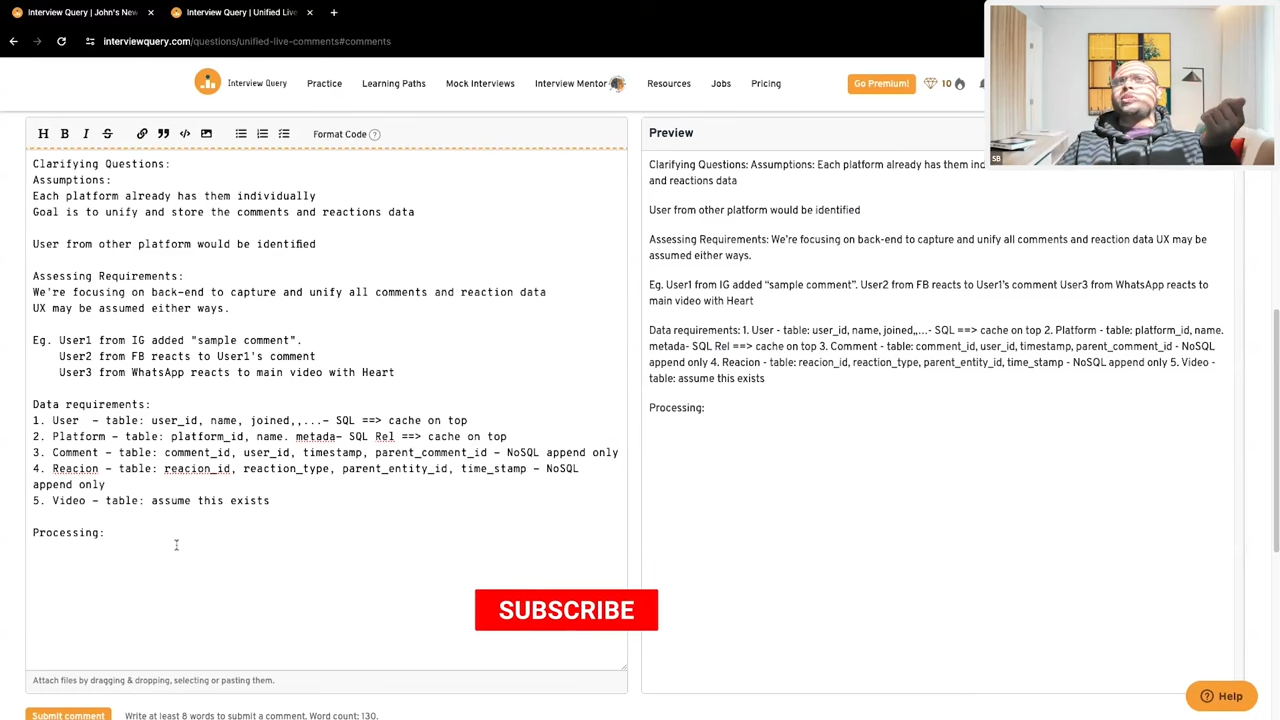 Interview Query | John's New
Interview Query | Unified Live
interviewquery.com/questions/unified-live-comments#comments
Interview Query
Practice
Learning Paths
Mock Interviews
Interview Mentor
Resources
Jobs
Pricing
Go Premium!
10
Format Code
Clarifying Questions:
Assumptions:
Each platform already has them individually
Goal is to unify and store the comments and reactions data
User from other platform would be identified
Assessing Requirements:
We're focusing on back-end to capture and unify all comments and reaction data
UX may be assumed either ways.
Eg. User1 from IG added "sample comment".
User2 from FB reacts to User1's comment
User3 from WhatsApp reacts to main video with Heart
Data requirements:
1. User - table: user_id, name, joined,,...- SQL ==> cache on top
2. Platform - table: platform_id, name. metada- SQL Rel ==> cache on top
3. Comment - table: comment_id, user_id, timestamp, parent_comment_id - NoSQL append only
4. Reacion - table: reacion_id, reaction_type, parent_entity_id, time_stamp - NoSQL
append only
5. Video - table: assume this exists
Processing:
Attach files by dragging & dropping, selecting or pasting them.
Submit comment
Write at least 8 words to submit a comment. Word count: 130.
Preview
Clarifying Questions: Assumptions: Each platform already has them
and reactions data
User from other platform would be identified
Assessing Requirements: We're focusing on back-end to capture and unify all comments and reaction data UX may be
assumed either ways.
Eg. User1 from IG added “sample comment”. User2 from FB reacts to User1's comment User3 from WhatsApp reacts to
main video with Heart
Data requirements: 1. User - table: user_id, name, joined,,…- SQL ==> cache on top 2. Platform - table: platform_id, name.
metada- SQL Rel ==> cache on top 3. Comment - table: comment_id, user_id, timestamp, parent_comment_id - NoSQL
append only 4. Reacion - table: reacion_id, reaction_type, parent_entity_id, time_stamp - NoSQL append only 5. Video -
table: assume this exists
Processing:
SUBSCRIBE
Help
SB